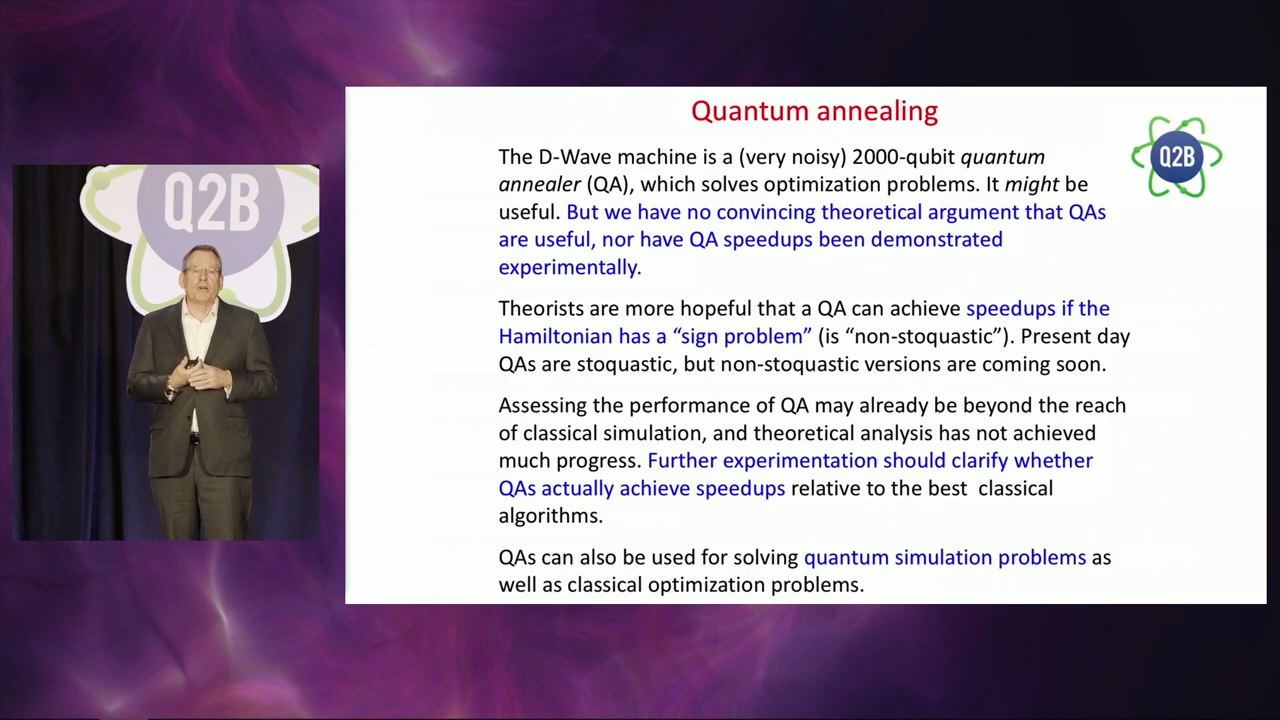 Quantum annealing
Q2B
The D-Wave machine is a (very noisy) 2000-qubit quantum
annealer (QA), which solves optimization problems. It might be
useful. But we have no convincing theoretical argument that QAs
are useful, nor have QA speedups been demonstrated
experimentally.
Theorists are more hopeful that a QA can achieve speedups if the
Hamiltonian has a “sign problem” (is “non-stoquastic”). Present day
QAs are stoquastic, but non-stoquastic versions are coming soon.
Assessing the performance of QA may already be beyond the reach
of classical simulation, and theoretical analysis has not achieved
much progress. Further experimentation should clarify whether
QAs actually achieve speedups relative to the best  classical
algorithms.
QAs can also be used for solving quantum simulation problems as
well as classical optimization problems.
Q2B